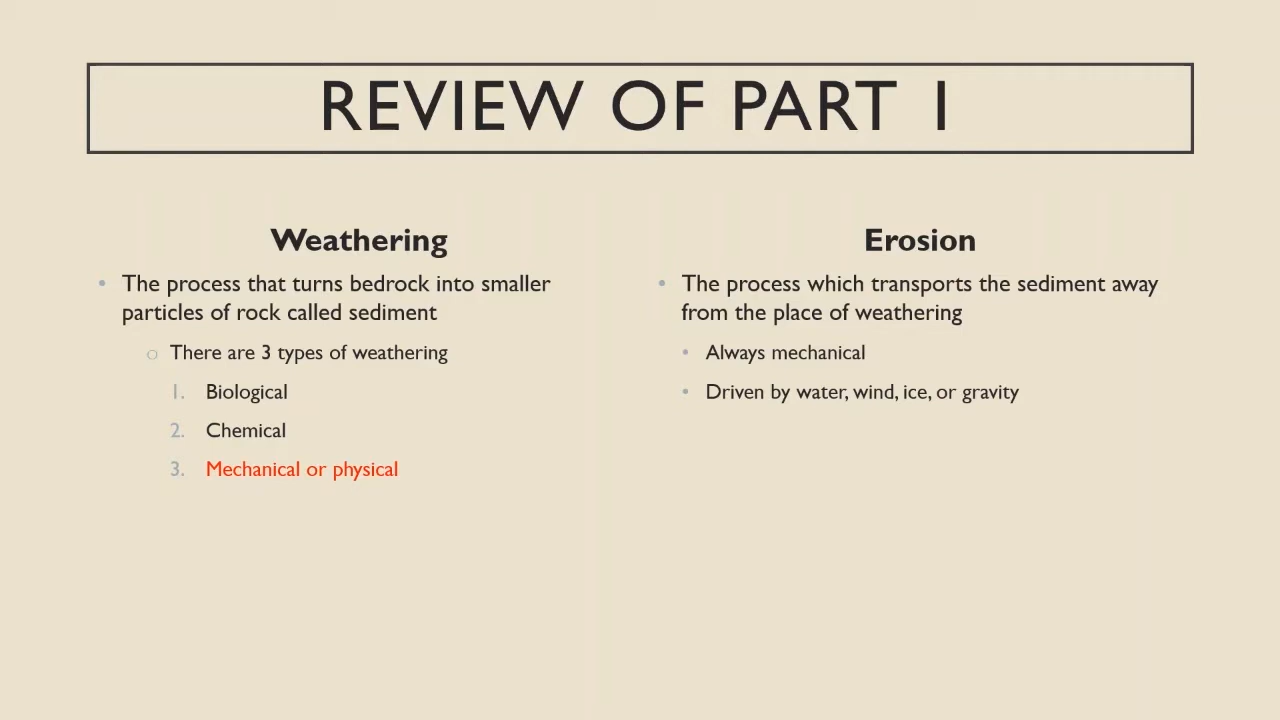 REVIEW OF PART 1
Weathering
• The process that turns bedrock into smaller
particles of rock called sediment
○ There are 3 types of weathering
1. Biological
2. Chemical
3. Mechanical or physical
Erosion
• The process which transports the sediment away
from the place of weathering
• Always mechanical
• Driven by water, wind, ice, or gravity